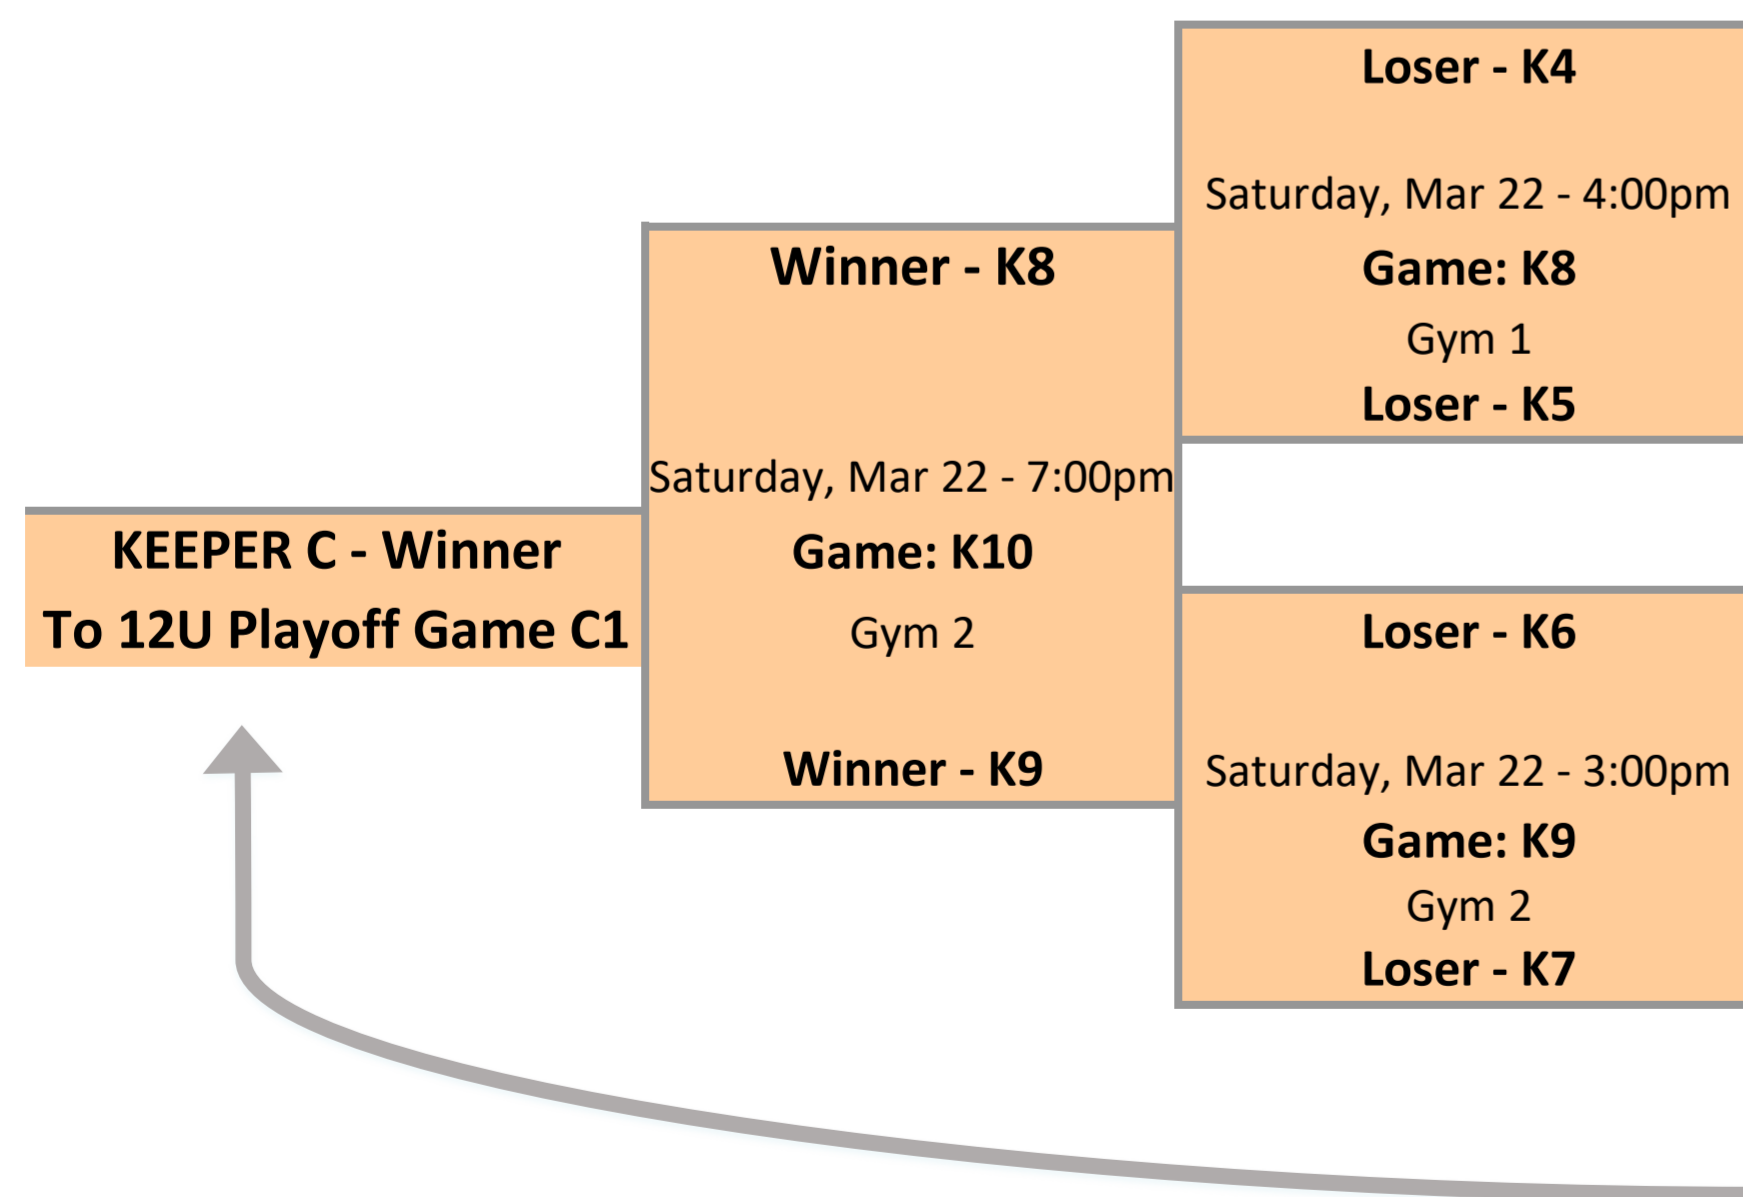 Loser - K4
Saturday, Mar 22 - 4:00pm
Game: K8
Gym 1
Loser - K5
Winner - K8
Saturday, Mar 22 - 7:00pm
Game: K10
Gym 2
Winner - K9
KEEPER C - Winner
To 12U Playoff Game C1
Loser - K6
Saturday, Mar 22 - 3:00pm
Game: K9
Gym 2
Loser - K7